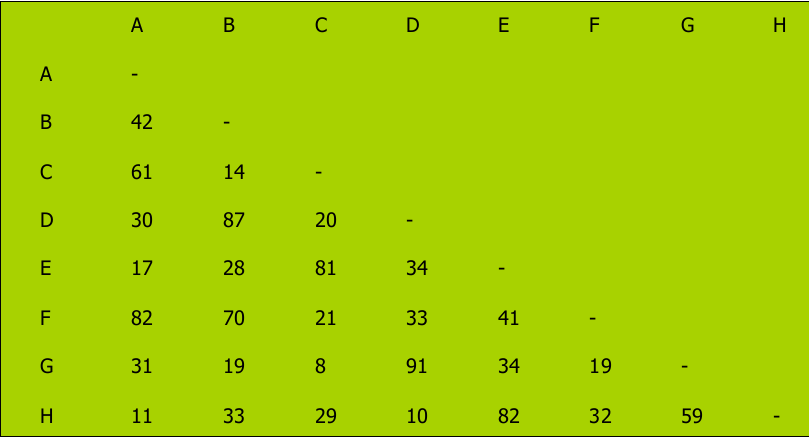 A B C D E F G H
A -
B 42 -
C 61 14 -
D 30 87 20 -
E 17 28 81 34 -
F 82 70 21 33 41 -
G 31 19 8 91 34 19 -
H 11 33 29 10 82 32 59 -